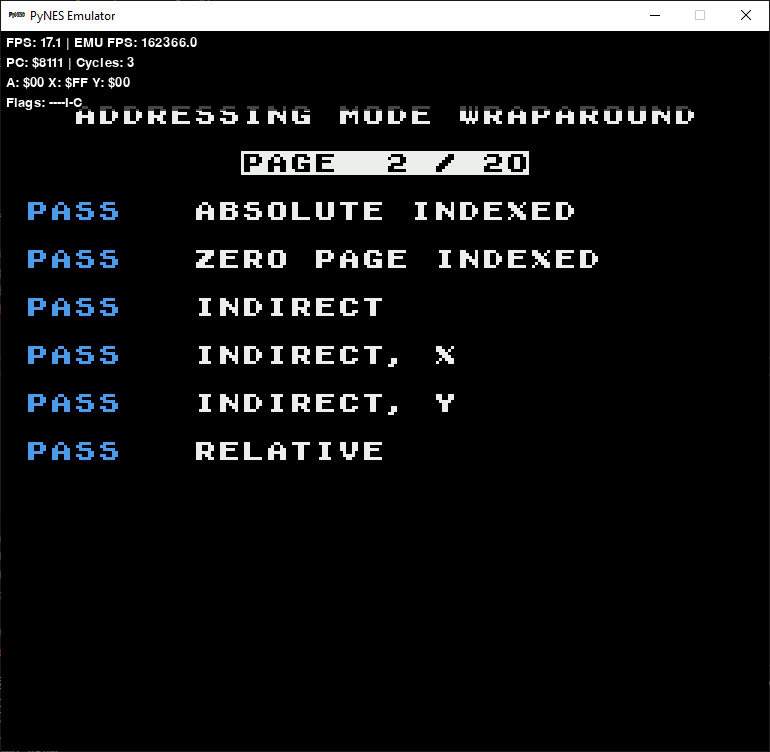 PyNES Emulator
FPS: 17.1 | EMU FPS: 162366.0
PC: $8111 | Cycles: 3
A: $00 X: $FF Y: $00
Flags: ----I-C
ADDRESSING MODE WRAPAROUND
PAGE 2 / 20
PASS ABSOLUTE INDEXED
PASS ZERO PAGE INDEXED
PASS INDIRECT
PASS INDIRECT, X
PASS INDIRECT, Y
PASS RELATIVE